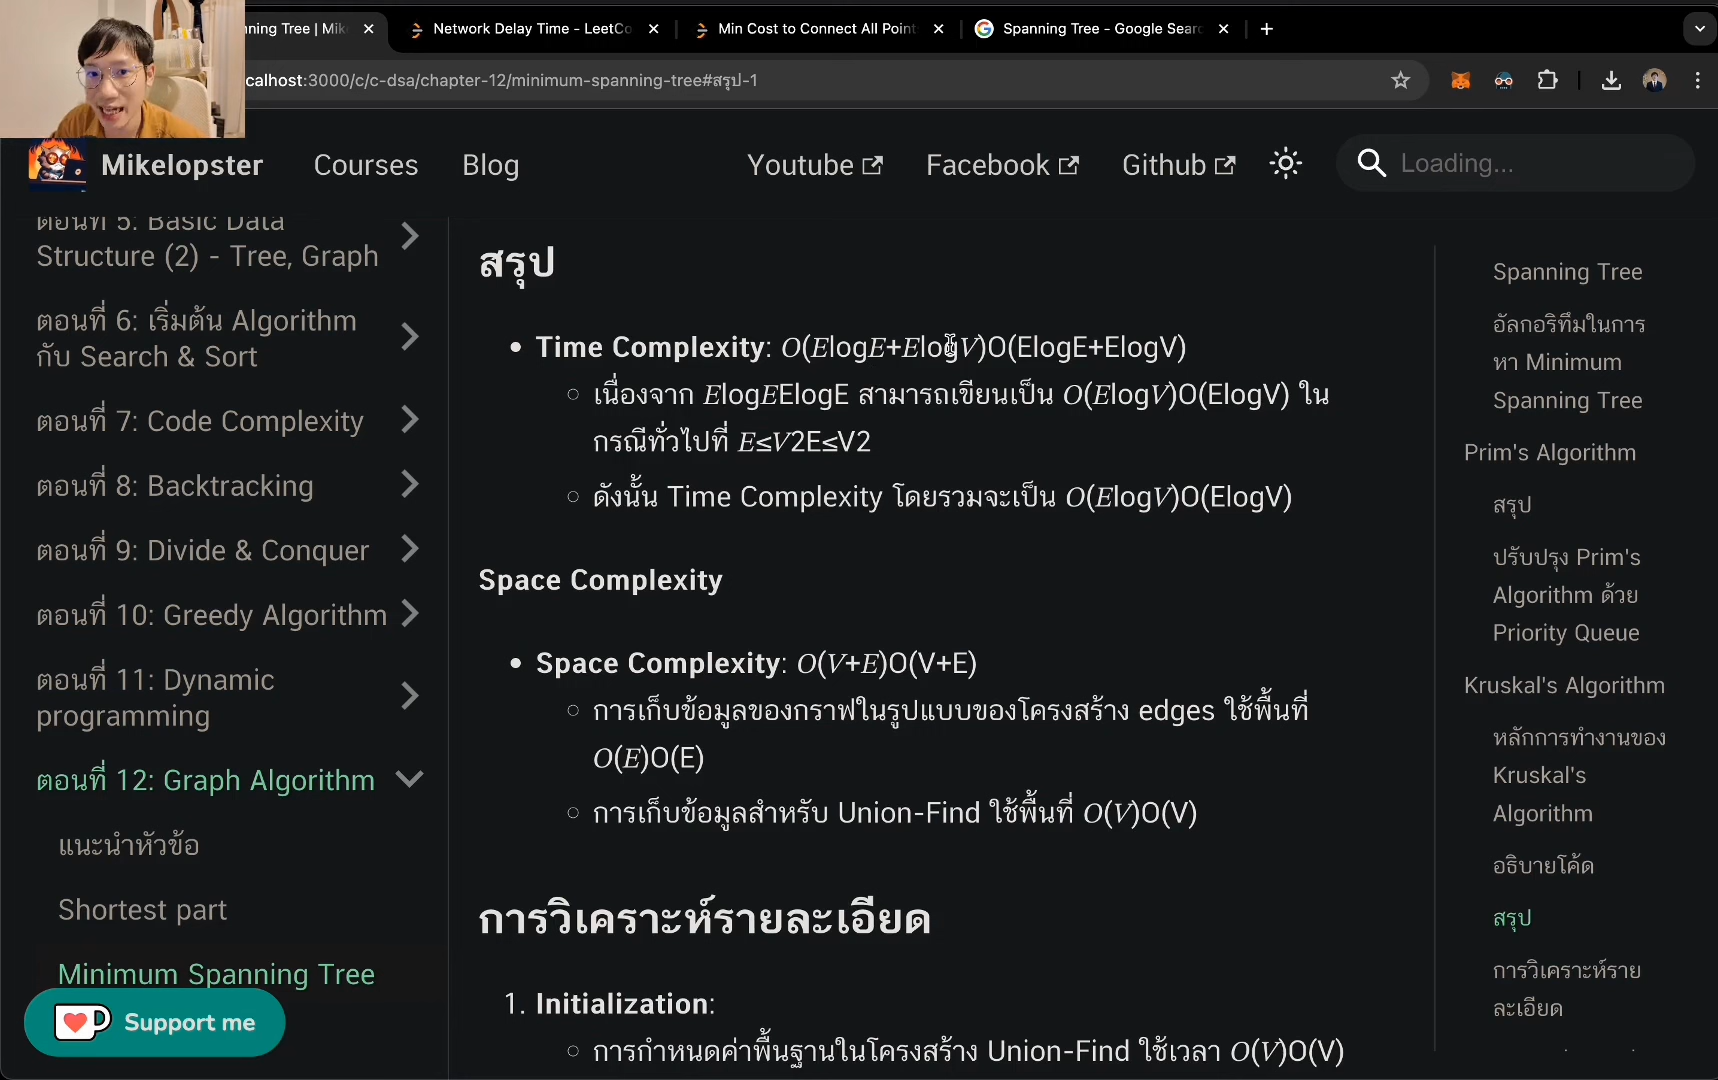 nning Tree | Mik
Network Delay Time - LeetCo
Min Cost to Connect All Point
Spanning Tree - Google Searc
calhost:3000/c/c-dsa/chapter-12/minimum-spanning-tree#สรุป-1
Mikelopster
Courses
Blog
Youtube
Facebook
Github
Loading...
ตอนที่ 5: Basic Data
Structure (2) - Tree, Graph
ตอนที่ 6: เริ่มต้น Algorithm
กับ Search & Sort
ตอนที่ 7: Code Complexity
ตอนที่ 8: Backtracking
ตอนที่ 9: Divide & Conquer
ตอนที่ 10: Greedy Algorithm
ตอนที่ 11: Dynamic
programming
ตอนที่ 12: Graph Algorithm
แนะนำหัวข้อ
Shortest part
Minimum Spanning Tree
Support me
สรุป
• Time Complexity: O(ElogE+ElogV)O(ElogE+ElogV)
○ เนื่องจาก ElogEElogE สามารถเขียนเป็น O(ElogV)O(ElogV) ใน
กรณีทั่วไปที่ E≤V2E≤V2
○ ดังนั้น Time Complexity โดยรวมจะเป็น O(ElogV)O(ElogV)
Space Complexity
• Space Complexity: O(V+E)O(V+E)
○ การเก็บข้อมูลของกราฟในรูปแบบของโครงสร้าง edges ใช้พื้นที่
O(E)O(E)
○ การเก็บข้อมูลสำหรับ Union-Find ใช้พื้นที่ O(V)O(V)
การวิเคราะห์รายละเอียด
1. Initialization:
○ การกำหนดค่าพื้นฐานในโครงสร้าง Union-Find ใช้เวลา O(V)O(V)
Spanning Tree
อัลกอริทึมในการ
หา Minimum
Spanning Tree
Prim's Algorithm
สรุป
ปรับปรุง Prim's
Algorithm ด้วย
Priority Queue
Kruskal's Algorithm
หลักการทำงานของ
Kruskal's
Algorithm
อธิบายโค้ด
สรุป
การวิเคราะห์ราย
ละเอียด